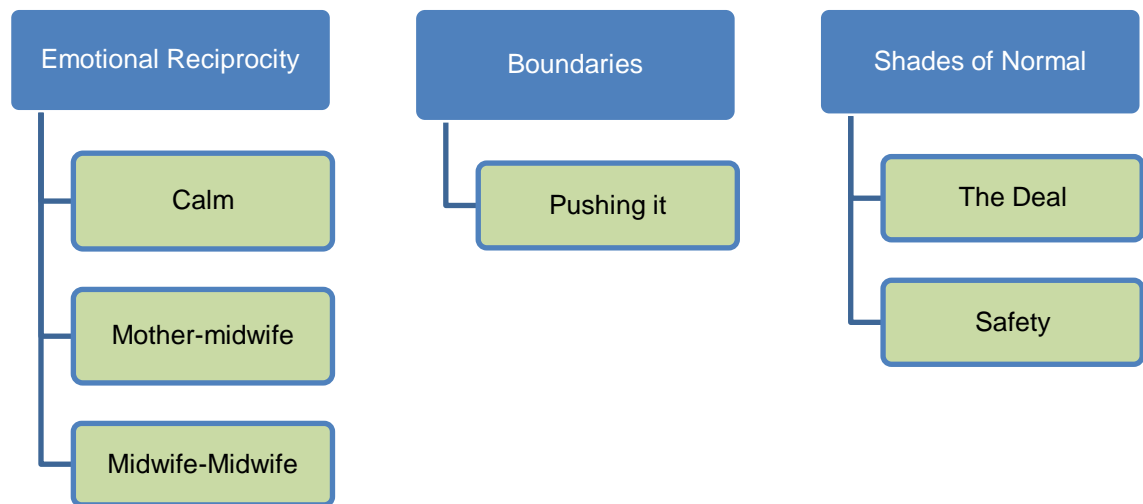 Emotional Reciprocity
Calm
Mother-midwife
Midwife-Midwife
Boundaries
Pushing it
Shades of Normal
The Deal
Safety